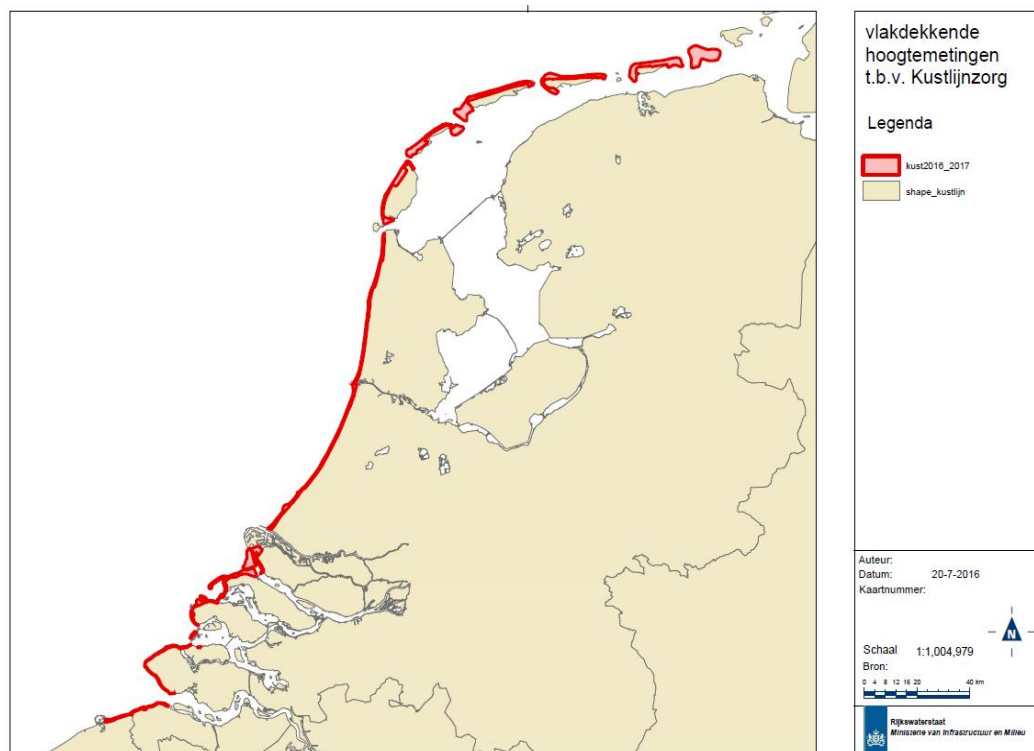 vlakdekkende
hoogtemetingen
t.b.v. Kustlijnzorg
Legenda
kust2016_2017
shape_kustlijn
Auteur:
Datum: 20-7-2016
Kaartnummer:
N
Schaal 1:1,004,979
Bron:
0 4 8 12 16 20 40 km
Rijkswaterstaat
Ministerie van Infrastructuur en Milieu